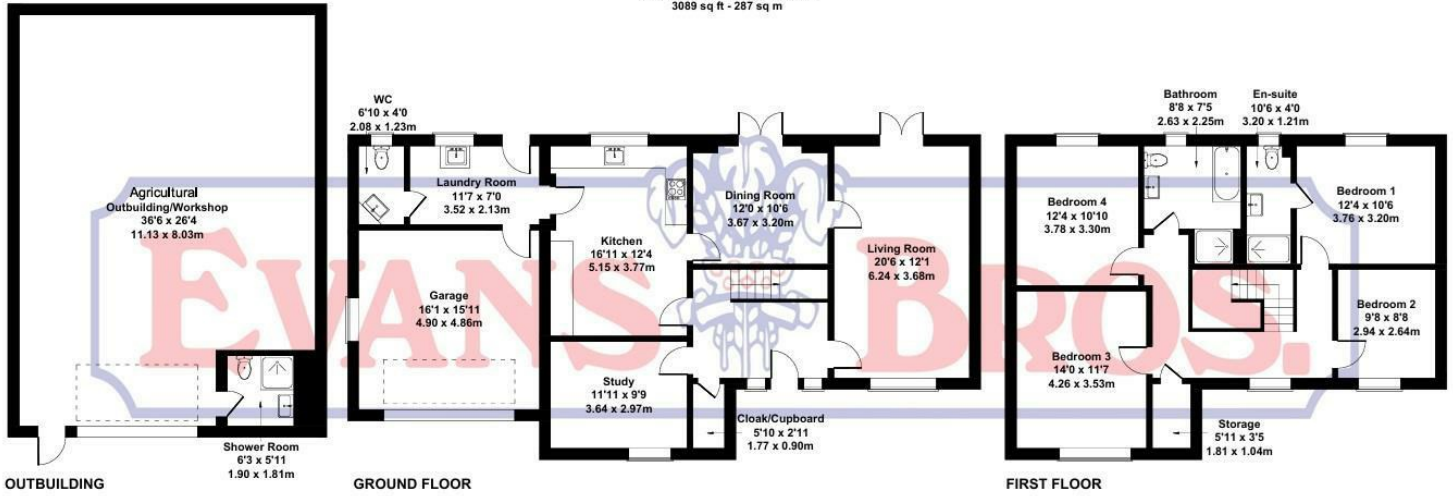 3089 sq ft - 287 sq m
Agricultural
Outbuilding/Workshop
36'6 x 26'4
11.13 x 8.03m
Shower Room
6'3 x 5'11
1.90 x 1.81m
OUTBUILDING
WC
6'10 x 4'0
2.08 x 1.23m
Laundry Room
11'7 x 7'0
3.52 x 2.13m
Kitchen
16'11 x 12'4
5.15 x 3.77m
Dining Room
12'0 x 10'6
3.67 x 3.20m
Living Room
20'6 x 12'1
6.24 x 3.68m
Garage
16'1 x 15'11
4.90 x 4.86m
Study
11'11 x 9'9
3.64 x 2.97m
Cloak/Cupboard
5'10 x 2'11
1.77 x 0.90m
GROUND FLOOR
Bathroom
8'8 x 7'5
2.63 x 2.25m
En-suite
10'6 x 4'0
3.20 x 1.21m
Bedroom 4
12'4 x 10'10
3.78 x 3.30m
Bedroom 1
12'4 x 10'6
3.76 x 3.20m
Bedroom 2
9'8 x 8'8
2.94 x 2.64m
Bedroom 3
14'0 x 11'7
4.26 x 3.53m
Storage
5'11 x 3'5
1.81 x 1.04m
FIRST FLOOR
EVANS BROS.